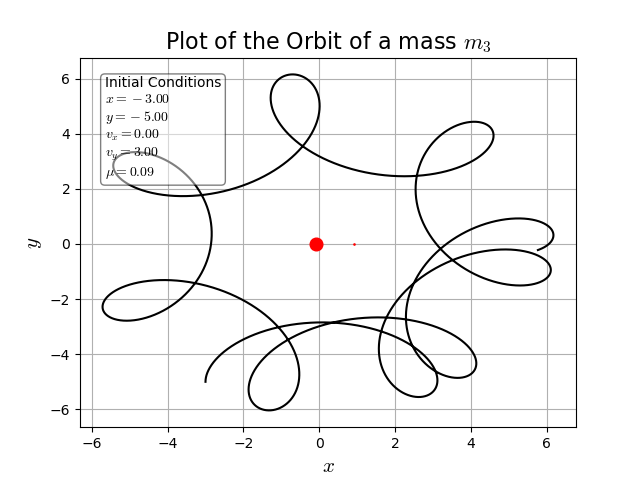 Plot of the Orbit of a mass m₃
Initial Conditions
x = −3.00
y = −5.00
vₓ = 0.00
v_y = 3.00
μ = 0.09
6
4
2
0
−2
−4
−6
y
−6
−4
−2
0
2
4
6
x